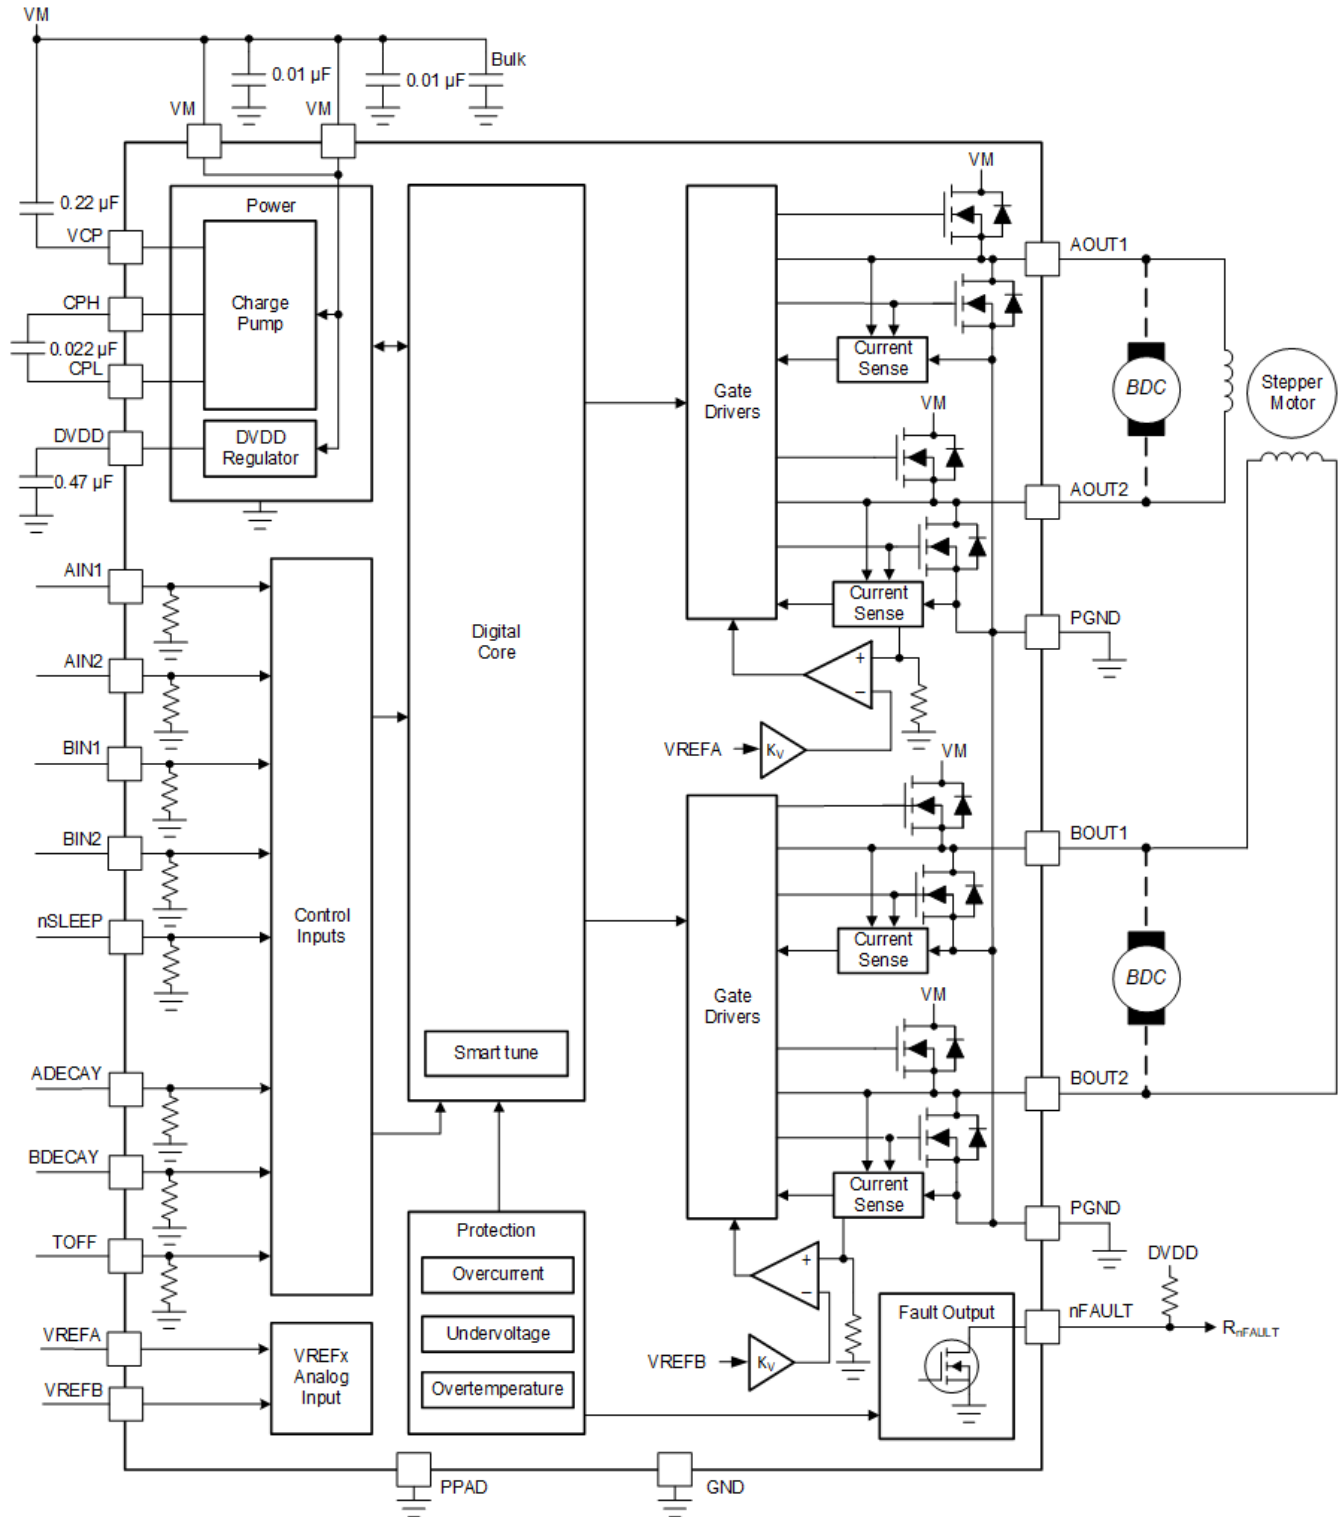 VM
0.01 µF
0.01 µF
Bulk
VM
VM
0.22 µF
VCP
CPH
0.022 µF
CPL
DVDD
0.47 µF
Power
Charge
Pump
DVDD
Regulator
AIN1
AIN2
BIN1
BIN2
nSLEEP
ADECAY
BDECAY
TOFF
VREFA
VREFB
Control
Inputs
VREFx
Analog
Input
Digital
Core
Smart tune
Protection
Overcurrent
Undervoltage
Overtemperature
Gate
Drivers
VM
Current
Sense
VM
Current
Sense
+
−
VREFA
KV
Gate
Drivers
VM
Current
Sense
VM
Current
Sense
+
−
VREFB
KV
Fault Output
AOUT1
BDC
Stepper
Motor
AOUT2
PGND
BOUT1
BDC
BOUT2
PGND
DVDD
nFAULT
RnFAULT
PPAD
GND